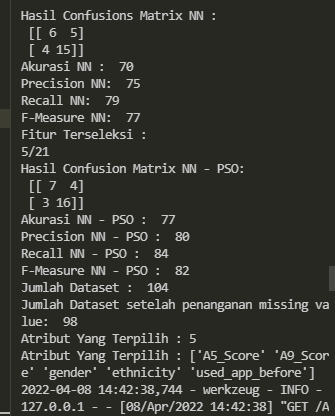 Hasil Confusions Matrix NN :
[[ 6  5]
[ 4 15]]
Akurasi NN :  70
Precision NN:  75
Recall NN:  79
F-Measure NN:  77
Fitur Terseleksi :
5/21
Hasil Confusion Matrix NN - PSO:
[[ 7  4]
[ 3 16]]
Akurasi NN - PSO :  77
Precision NN - PSO :  80
Recall NN - PSO :  84
F-Measure NN - PSO :  82
Jumlah Dataset :  104
Jumlah Dataset setelah penanganan missing va
lue:  98
Atribut Yang Terpilih : 5
Atribut Yang Terpilih : ['A5_Score' 'A9_Scor
e' 'gender' 'ethnicity' 'used_app_before']
2022-04-08 14:42:38,744 - werkzeug - INFO -
127.0.0.1 - - [08/Apr/2022 14:42:38] "GET /A